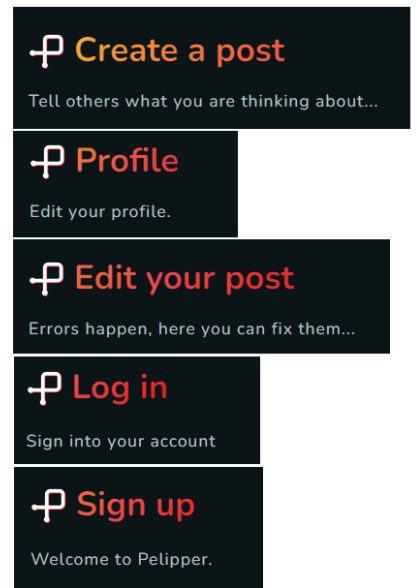 Create a post
Tell others what you are thinking about...
Profile
Edit your profile.
Edit your post
Errors happen, here you can fix them...
Log in
Sign into your account
Sign up
Welcome to Pelipper.